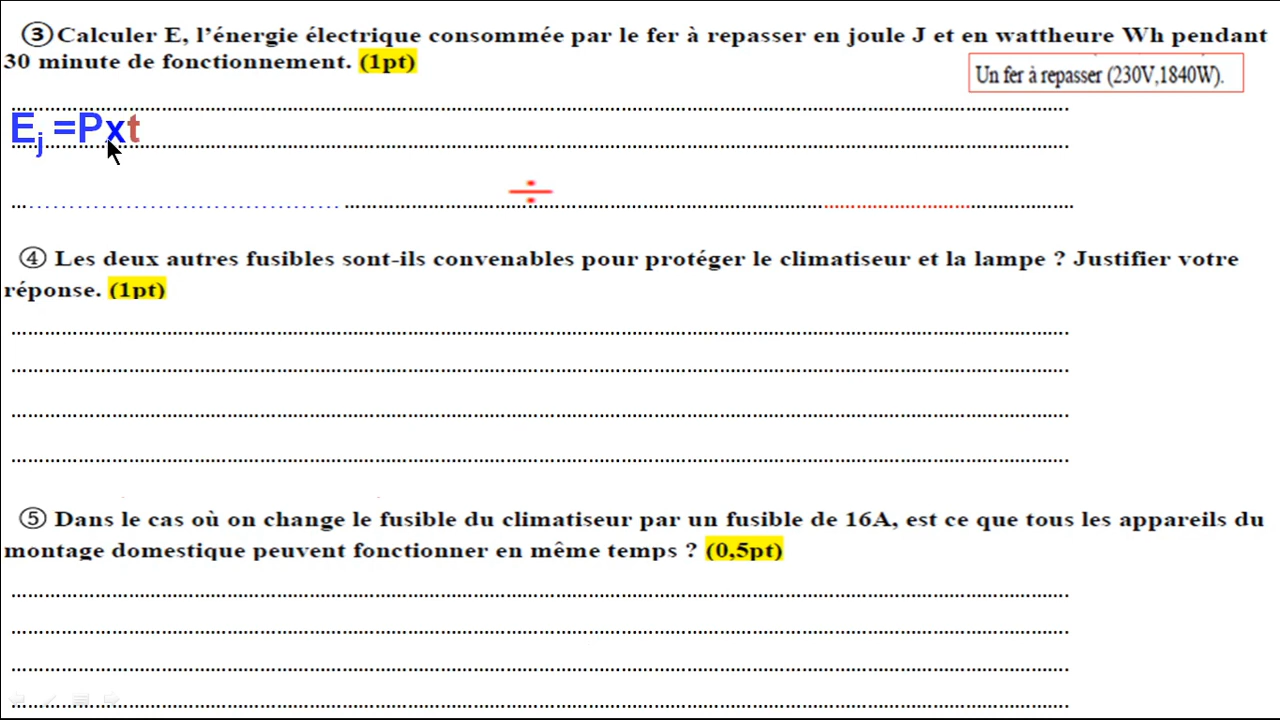 ③ Calculer E, l’énergie électrique consommée par le fer à repasser en joule J et en wattheure Wh pendant
30 minute de fonctionnement. (1pt)
Un fer à repasser (230V,1840W).
Ej =Pxt
÷
④ Les deux autres fusibles sont-ils convenables pour protéger le climatiseur et la lampe ? Justifier votre
réponse. (1pt)
⑤ Dans le cas où on change le fusible du climatiseur par un fusible de 16A, est ce que tous les appareils du
montage domestique peuvent fonctionner en même temps ? (0,5pt)